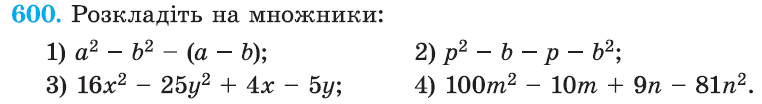 600. Розкладіть на множники:
1) a² − b² − (a − b); 2) p² − b − p − b²;
3) 16x² − 25y² + 4x − 5y; 4) 100m² − 10m + 9n − 81n².